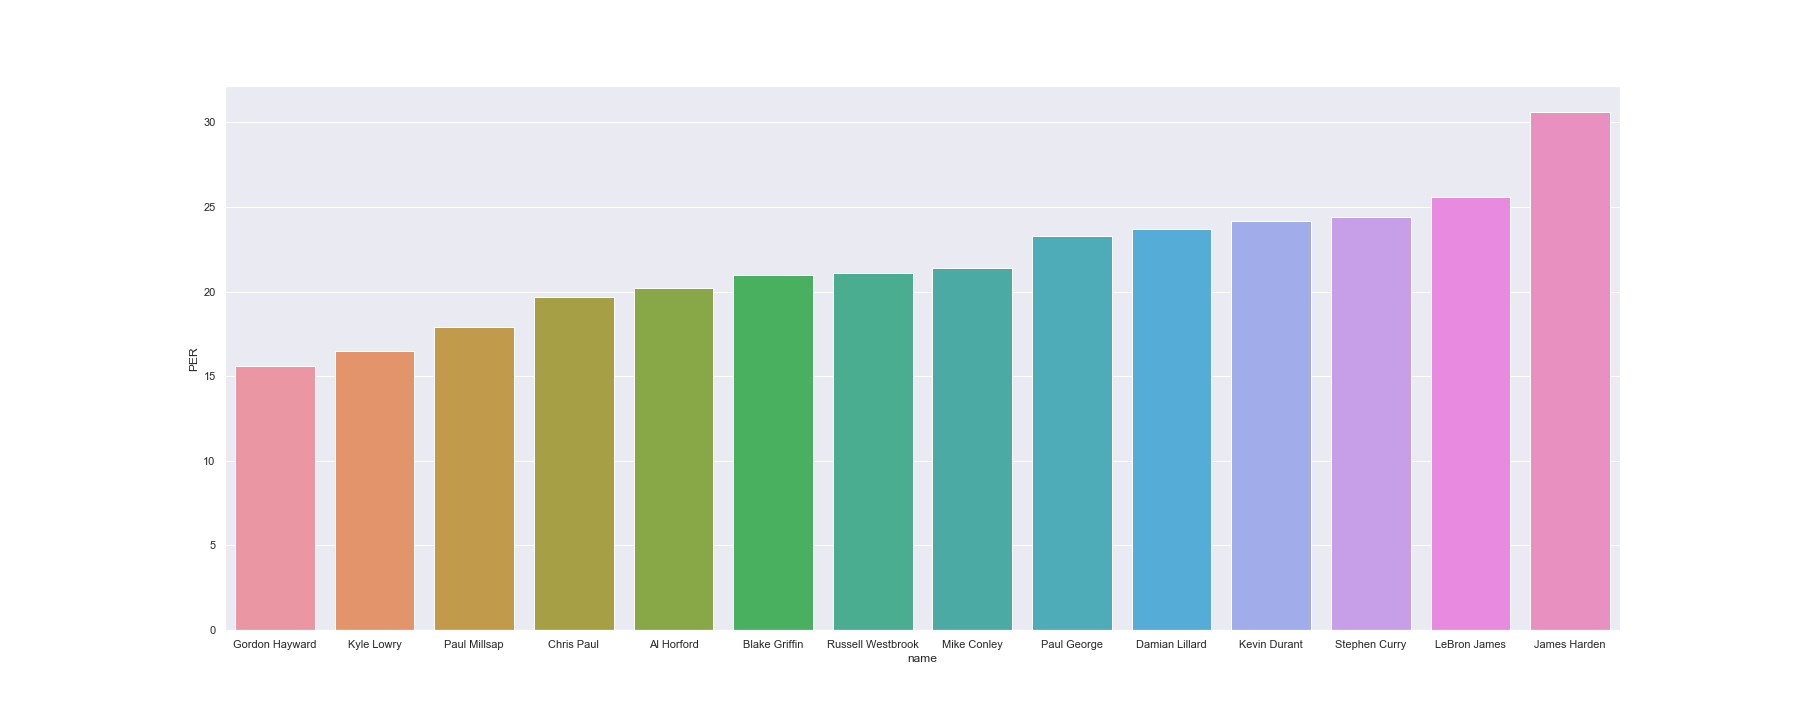 30
25
20
15
10
5
0
PER
Gordon Hayward Kyle Lowry Paul Millsap Chris Paul Al Horford Blake Griffin Russell Westbrook Mike Conley Paul George Damian Lillard Kevin Durant Stephen Curry LeBron James James Harden
name